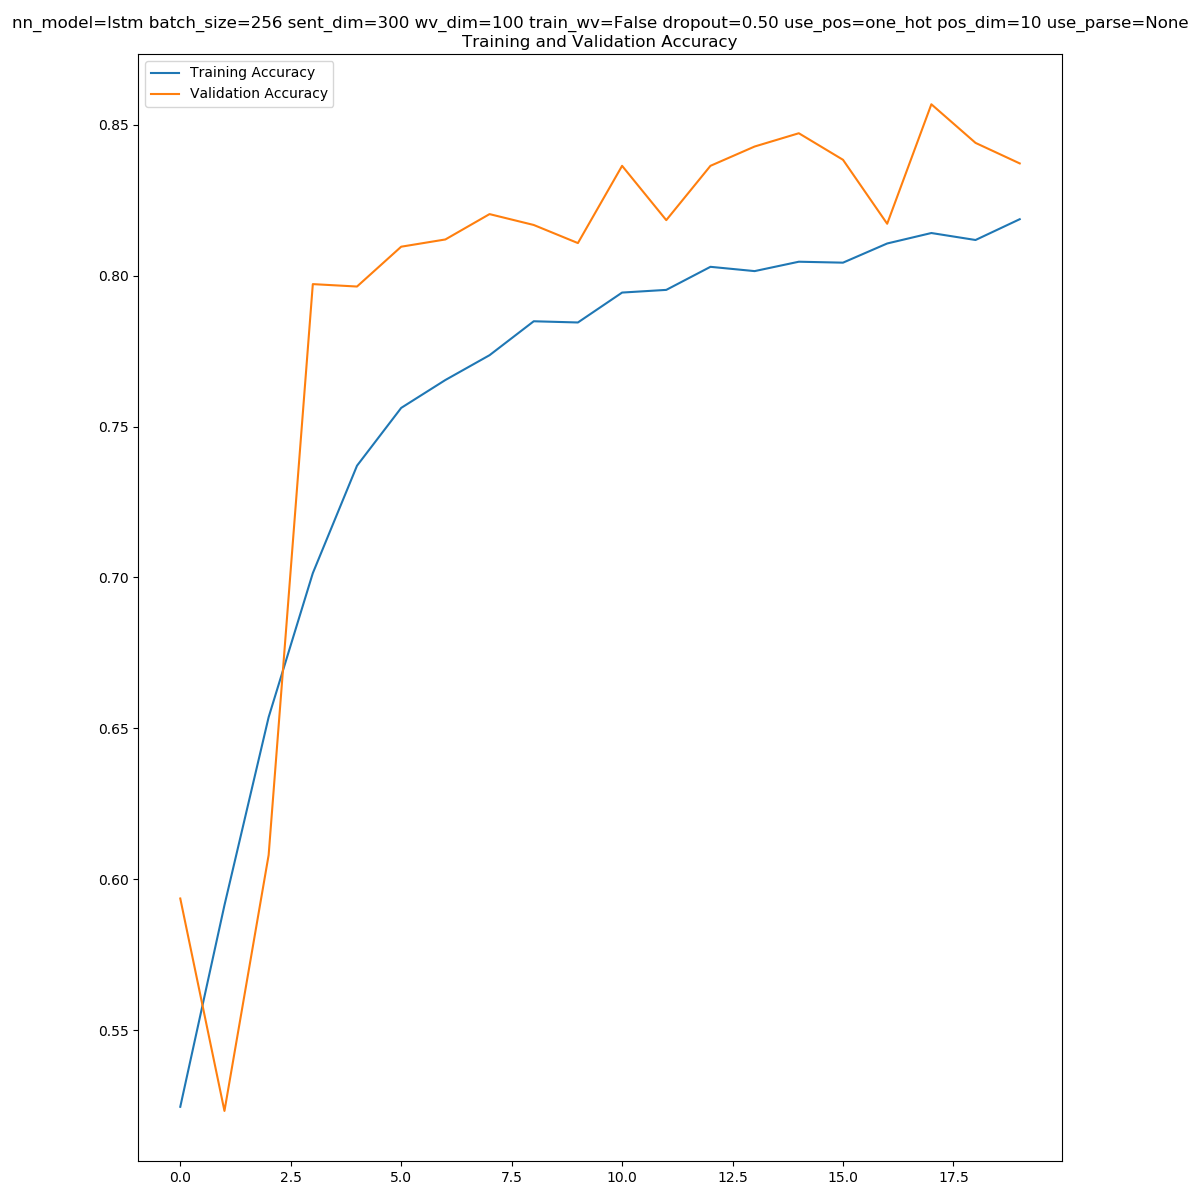 nn_model=lstm batch_size=256 sent_dim=300 wv_dim=100 train_wv=False dropout=0.50 use_pos=one_hot pos_dim=10 use_parse=None
Training and Validation Accuracy
Training Accuracy
Validation Accuracy
0.85
0.80
0.75
0.70
0.65
0.60
0.55
0.0 2.5 5.0 7.5 10.0 12.5 15.0 17.5